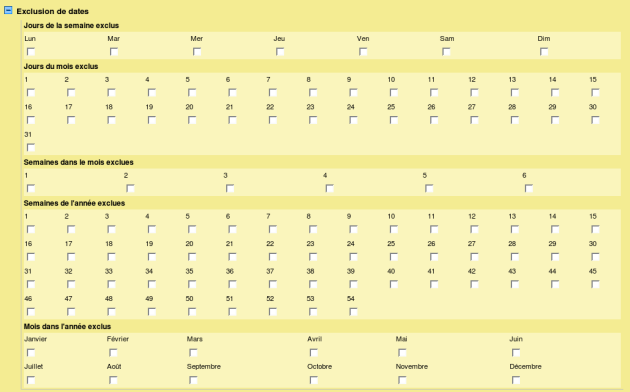 Exclusion de dates
Jours de la semaine exclus
Lun Mar Mer Jeu Ven Sam Dim
Jours du mois exclus
1 2 3 4 5 6 7 8 9 10 11 12 13 14 15
16 17 18 19 20 21 22 23 24 25 26 27 28 29 30
31
Semaines dans le mois exclues
1 2 3 4 5 6
Semaines de l'année exclues
1 2 3 4 5 6 7 8 9 10 11 12 13 14 15
16 17 18 19 20 21 22 23 24 25 26 27 28 29 30
31 32 33 34 35 36 37 38 39 40 41 42 43 44 45
46 47 48 49 50 51 52 53 54
Mois dans l'année exclus
Janvier Février Mars Avril Mai Juin
Juillet Août Septembre Octobre Novembre Décembre